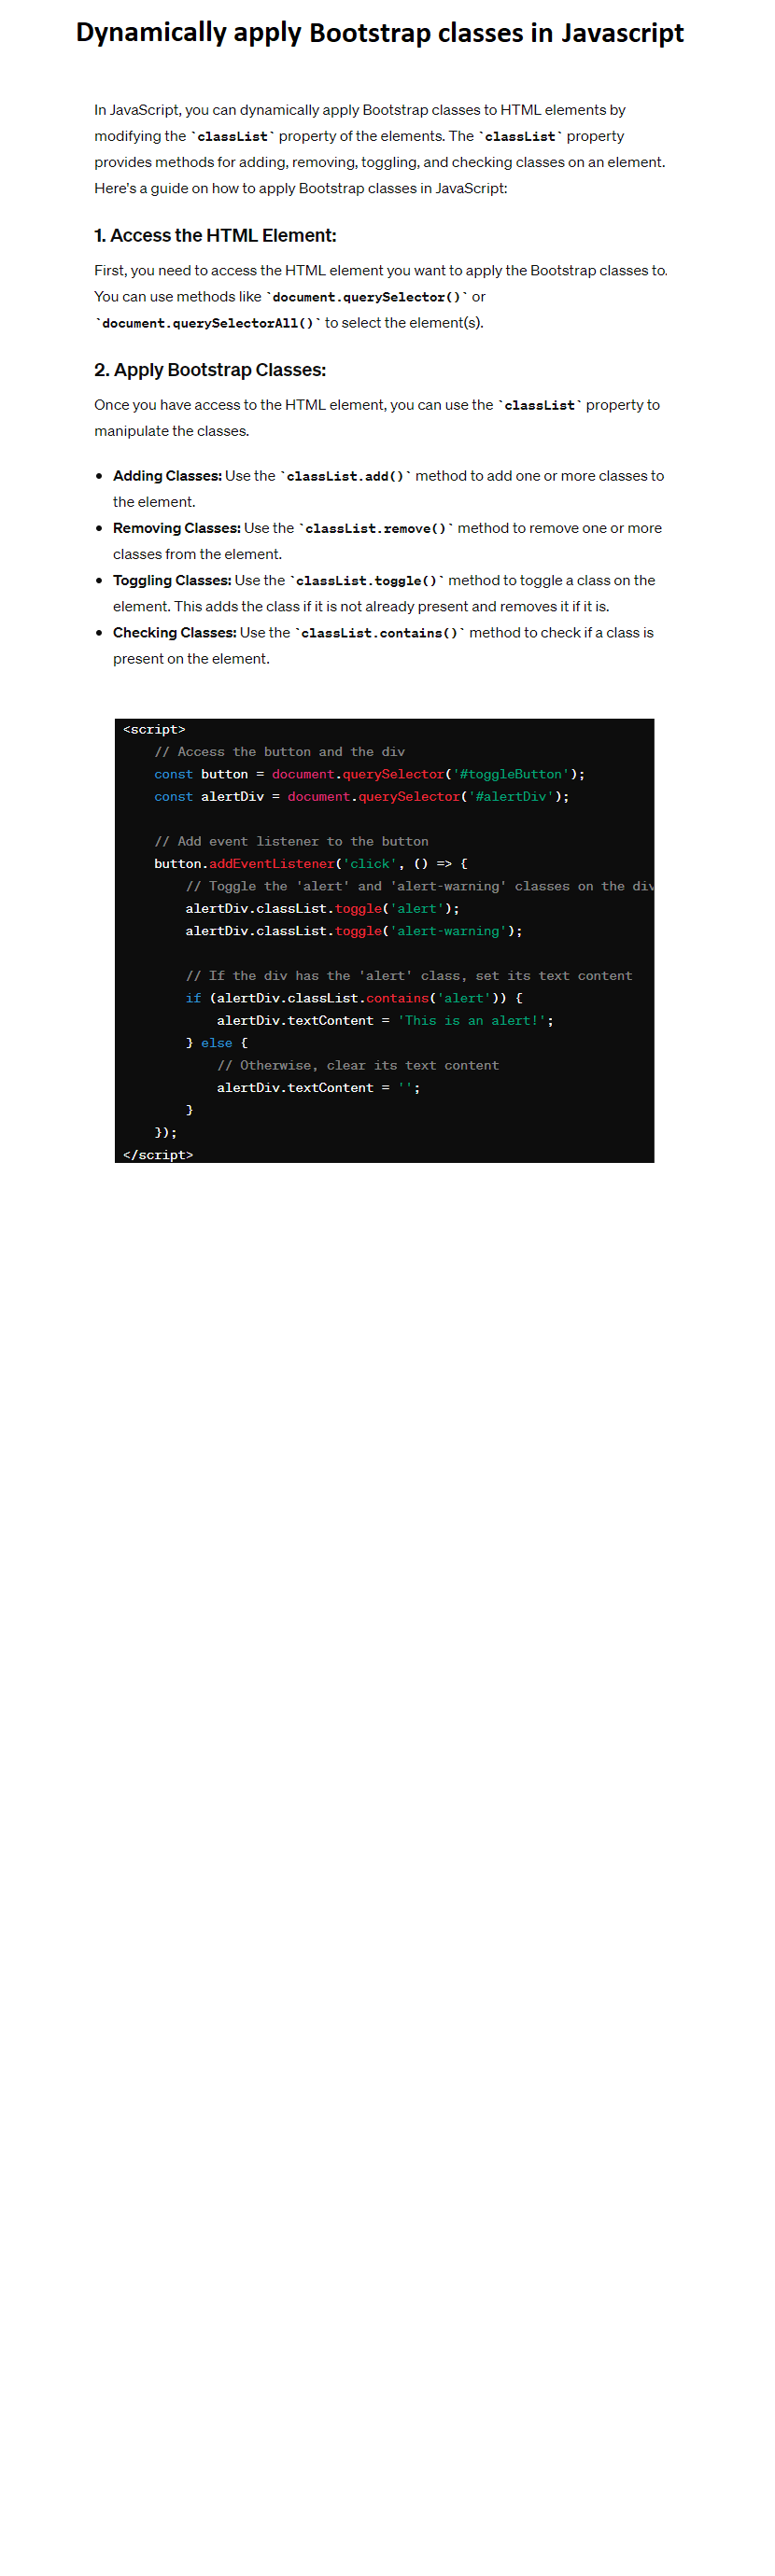 Dynamically apply Bootstrap classes in Javascript
In JavaScript, you can dynamically apply Bootstrap classes to HTML elements by
modifying the `classList` property of the elements. The `classList` property
provides methods for adding, removing, toggling, and checking classes on an element.
Here's a guide on how to apply Bootstrap classes in JavaScript:
1. Access the HTML Element:
First, you need to access the HTML element you want to apply the Bootstrap classes to.
You can use methods like `document.querySelector()` or
`document.querySelectorAll()` to select the element(s).
2. Apply Bootstrap Classes:
Once you have access to the HTML element, you can use the `classList` property to
manipulate the classes.
• Adding Classes: Use the `classList.add()` method to add one or more classes to
the element.
• Removing Classes: Use the `classList.remove()` method to remove one or more
classes from the element.
• Toggling Classes: Use the `classList.toggle()` method to toggle a class on the
element. This adds the class if it is not already present and removes it if it is.
• Checking Classes: Use the `classList.contains()` method to check if a class is
present on the element.
<script>
    // Access the button and the div
    const button = document.querySelector('#toggleButton');
    const alertDiv = document.querySelector('#alertDiv');
    // Add event listener to the button
    button.addEventListener('click', () => {
        // Toggle the 'alert' and 'alert-warning' classes on the div
        alertDiv.classList.toggle('alert');
        alertDiv.classList.toggle('alert-warning');
        // If the div has the 'alert' class, set its text content
        if (alertDiv.classList.contains('alert')) {
            alertDiv.textContent = 'This is an alert!';
        } else {
            // Otherwise, clear its text content
            alertDiv.textContent = '';
        }
    });
</script>